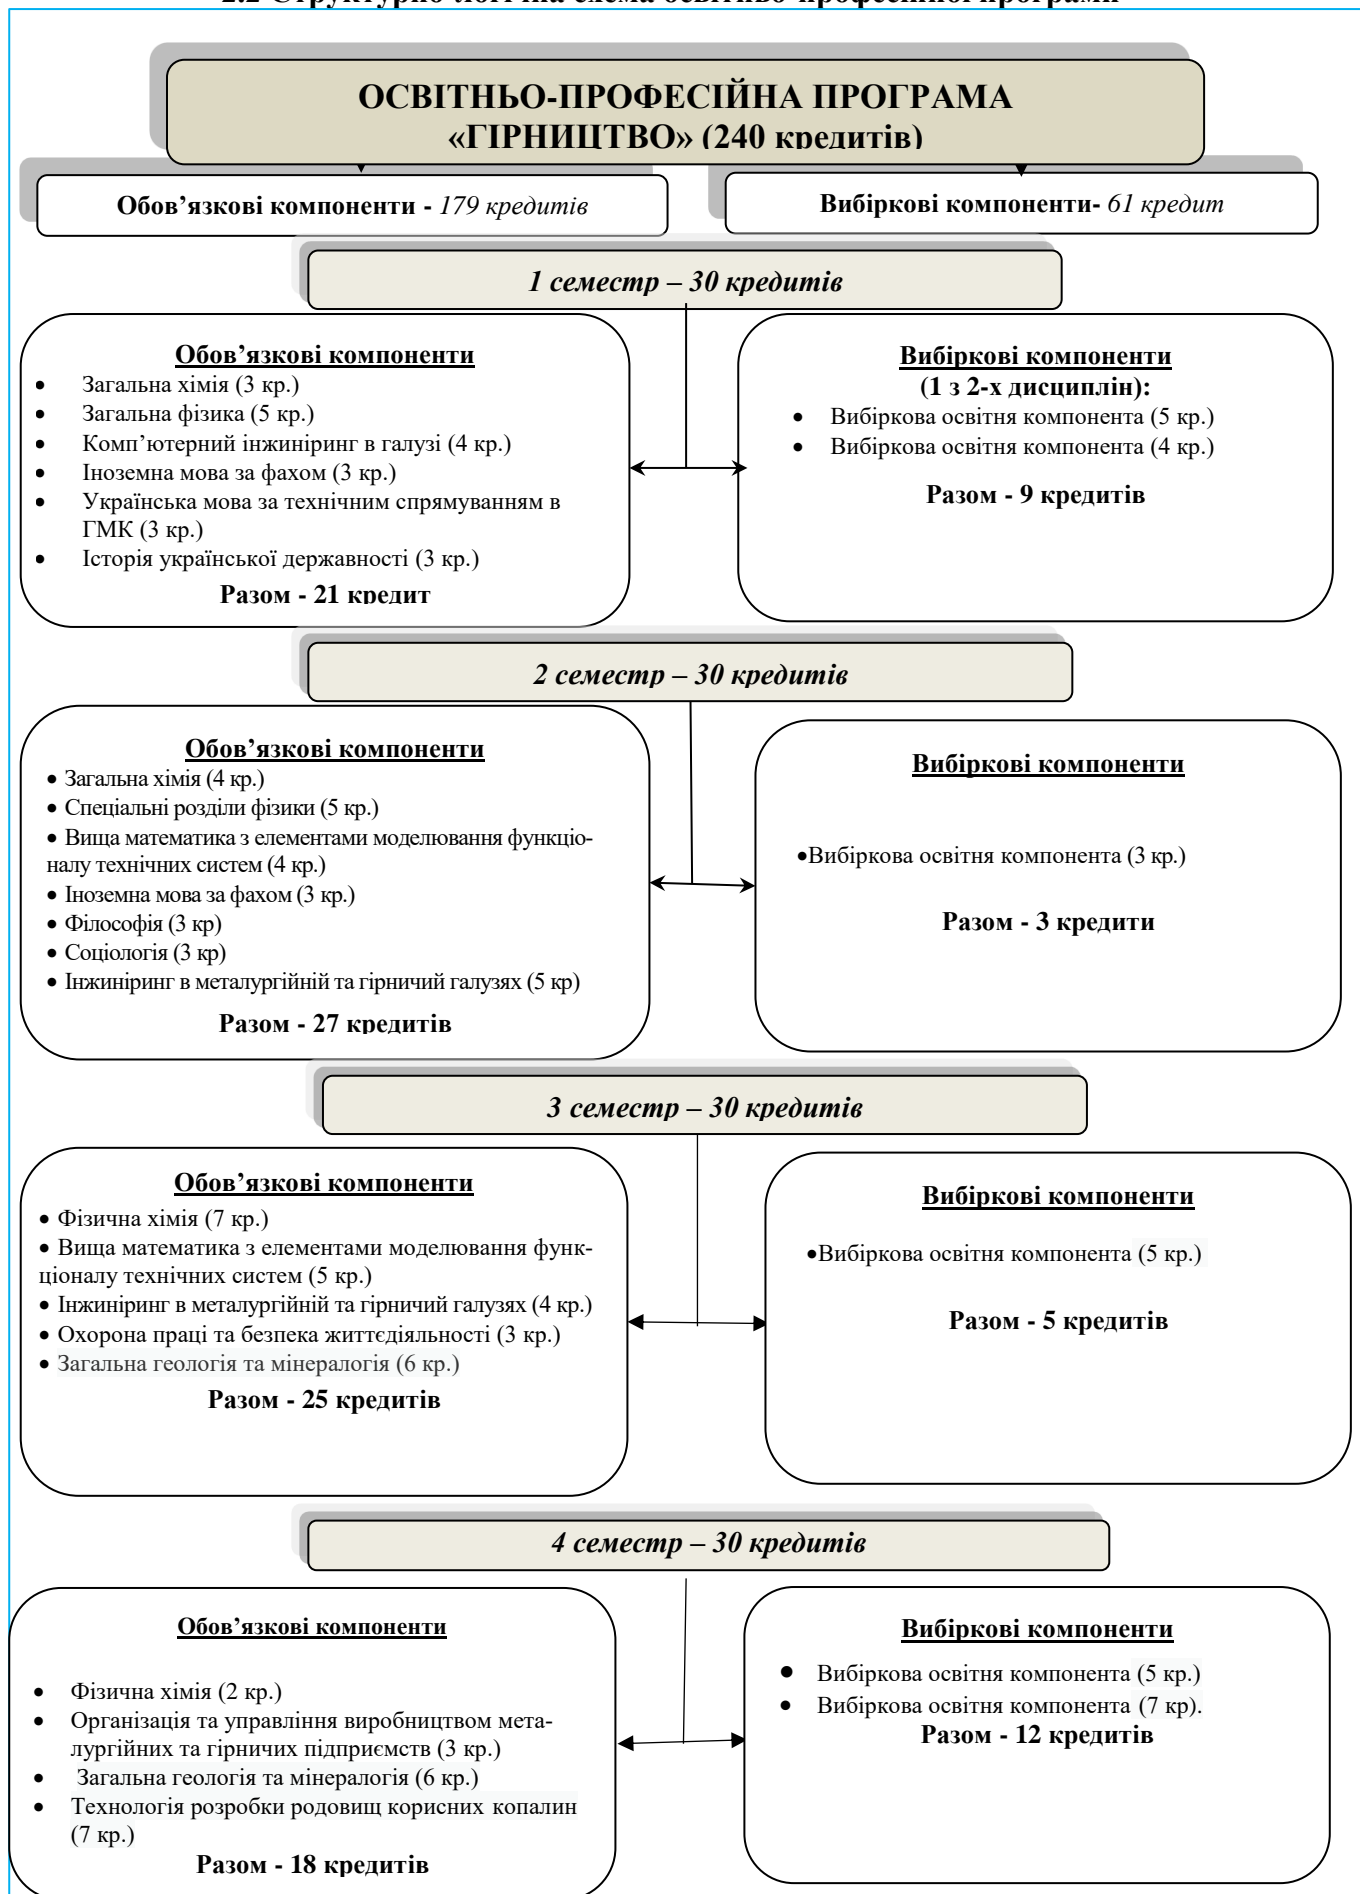 2.2 Структурно-логічна схема освітньо-професійної програми
ОСВІТНЬО-ПРОФЕСІЙНА ПРОГРАМА
«ГІРНИЦТВО» (240 кредитів)
Обов’язкові компоненти - 179 кредитів
Вибіркові компоненти- 61 кредит
1 семестр – 30 кредитів
Обов’язкові компоненти
• Загальна хімія (3 кр.)
• Загальна фізика (5 кр.)
• Комп’ютерний інжиніринг в галузі (4 кр.)
• Іноземна мова за фахом (3 кр.)
• Українська мова за технічним спрямуванням в
ГМК (3 кр.)
• Історія української державності (3 кр.)
Разом - 21 кредит
Вибіркові компоненти
(1 з 2-х дисциплін):
• Вибіркова освітня компонента (5 кр.)
• Вибіркова освітня компонента (4 кр.)
Разом - 9 кредитів
2 семестр – 30 кредитів
Обов’язкові компоненти
• Загальна хімія (4 кр.)
• Спеціальні розділи фізики (5 кр.)
• Вища математика з елементами моделювання функціо-
налу технічних систем (4 кр.)
• Іноземна мова за фахом (3 кр.)
• Філософія (3 кр)
• Соціологія (3 кр)
• Інжиніринг в металургійній та гірничий галузях (5 кр)
Разом - 27 кредитів
Вибіркові компоненти
•Вибіркова освітня компонента (3 кр.)
Разом - 3 кредити
3 семестр – 30 кредитів
Обов’язкові компоненти
• Фізична хімія (7 кр.)
• Вища математика з елементами моделювання функ-
ціоналу технічних систем (5 кр.)
• Інжиніринг в металургійній та гірничий галузях (4 кр.)
• Охорона праці та безпека життєдіяльності (3 кр.)
• Загальна геологія та мінералогія (6 кр.)
Разом - 25 кредитів
Вибіркові компоненти
•Вибіркова освітня компонента (5 кр.)
Разом - 5 кредитів
4 семестр – 30 кредитів
Обов’язкові компоненти
• Фізична хімія (2 кр.)
• Організація та управління виробництвом мета-
лургійних та гірничих підприємств (3 кр.)
• Загальна геологія та мінералогія (6 кр.)
• Технологія розробки родовищ корисних копалин
(7 кр.)
Разом - 18 кредитів
Вибіркові компоненти
• Вибіркова освітня компонента (5 кр.)
• Вибіркова освітня компонента (7 кр).
Разом - 12 кредитів